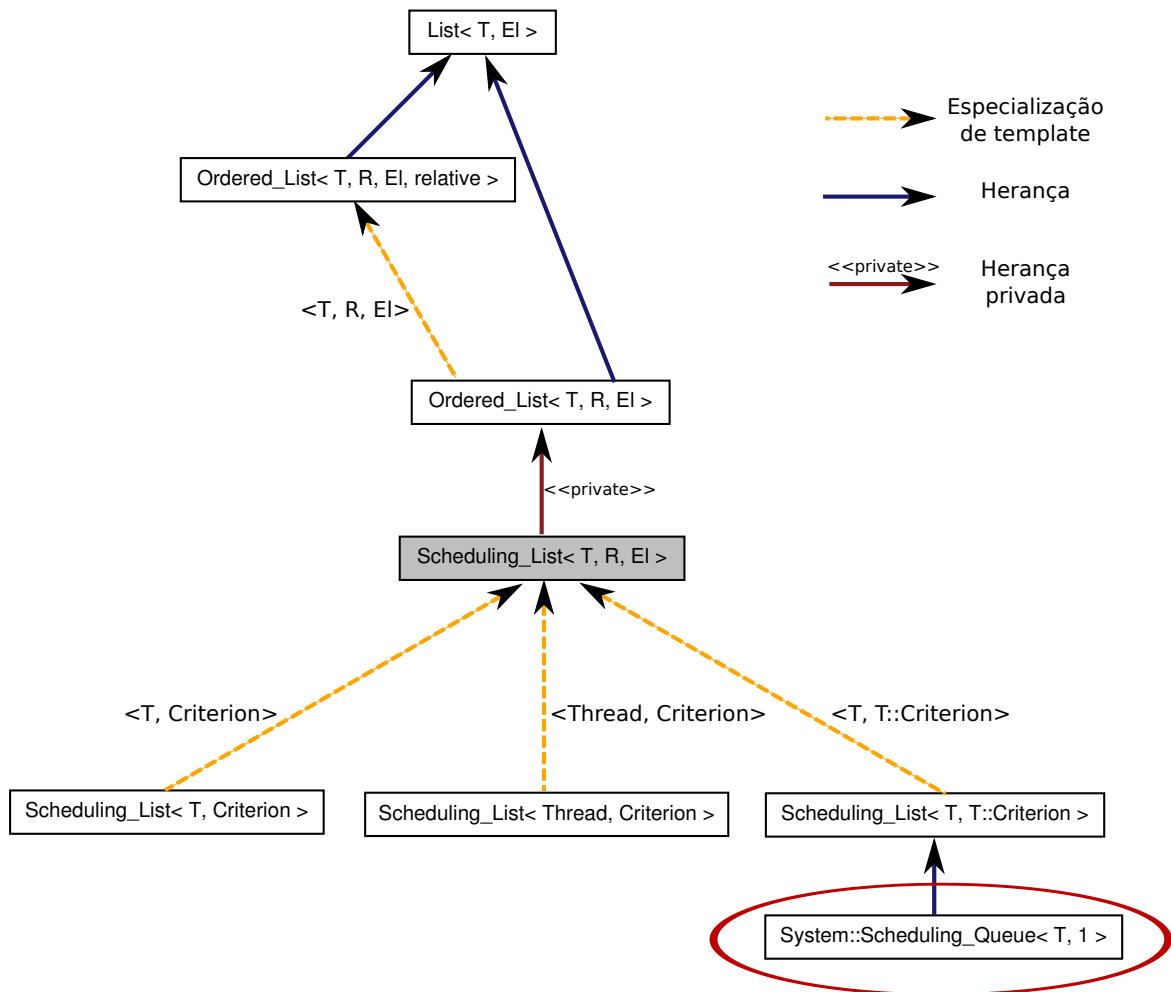 List< T, El >
Especialização
de template
Ordered_List< T, R, El, relative >
Herança
<<private>>
Herança
privada
<T, R, El>
Ordered_List< T, R, El >
<<private>>
Scheduling_List< T, R, El >
<T, Criterion>
<Thread, Criterion>
<T, T::Criterion>
Scheduling_List< T, Criterion >
Scheduling_List< Thread, Criterion >
Scheduling_List< T, T::Criterion >
System::Scheduling_Queue< T, 1 >